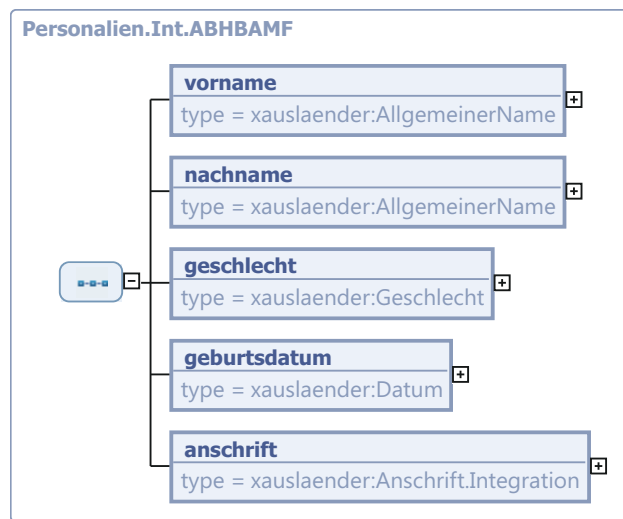 Personalien.Int.ABHBAMF
vorname
type = xauslaender:AllgemeinerName
nachname
type = xauslaender:AllgemeinerName
geschlecht
type = xauslaender:Geschlecht
geburtsdatum
type = xauslaender:Datum
anschrift
type = xauslaender:Anschrift.Integration